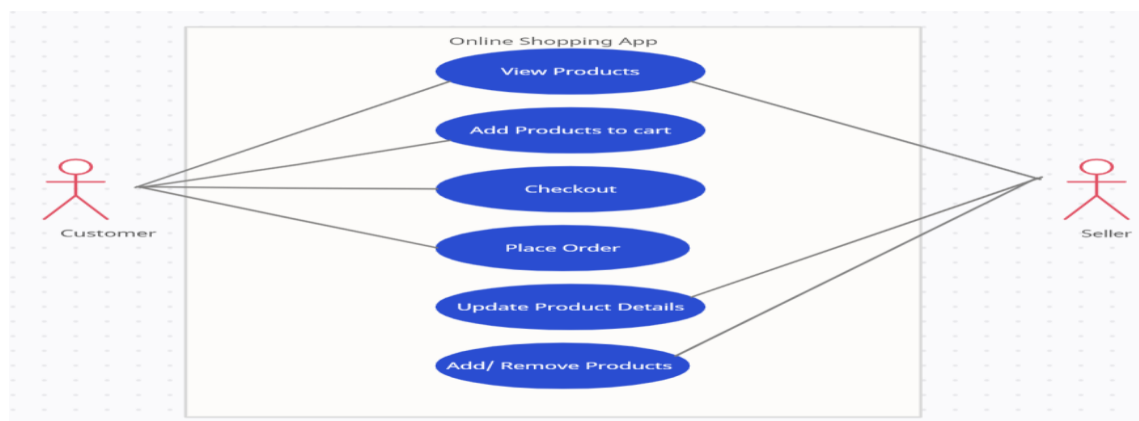 Online Shopping App
View Products
Add Products to cart
Checkout
Customer
Seller
Place Order
Update Product Details
Add/ Remove Products